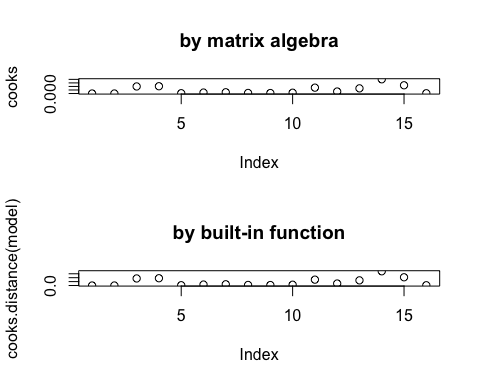 by matrix algebra
cooks
0.000
5 10 15
Index
by built-in function
cooks.distance(model)
0.0
5 10 15
Index